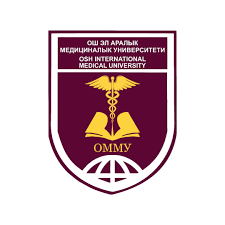 ОШ ЭЛ АРАЛЫК
МЕДИЦИНАЛЫК УНИВЕРСИТЕТИ
OSH INTERNATIONAL
MEDICAL UNIVERSITY
ОММУ